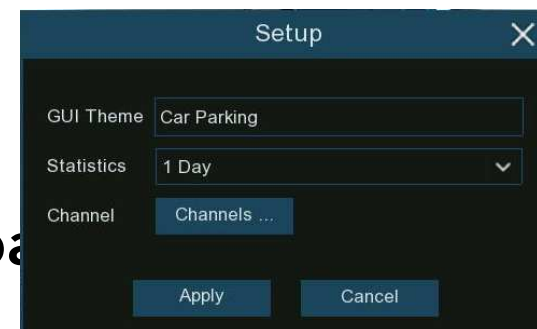 Setup
GUI Theme Car Parking
Statistics 1 Day
Channel Channels ...
Apply Cancel